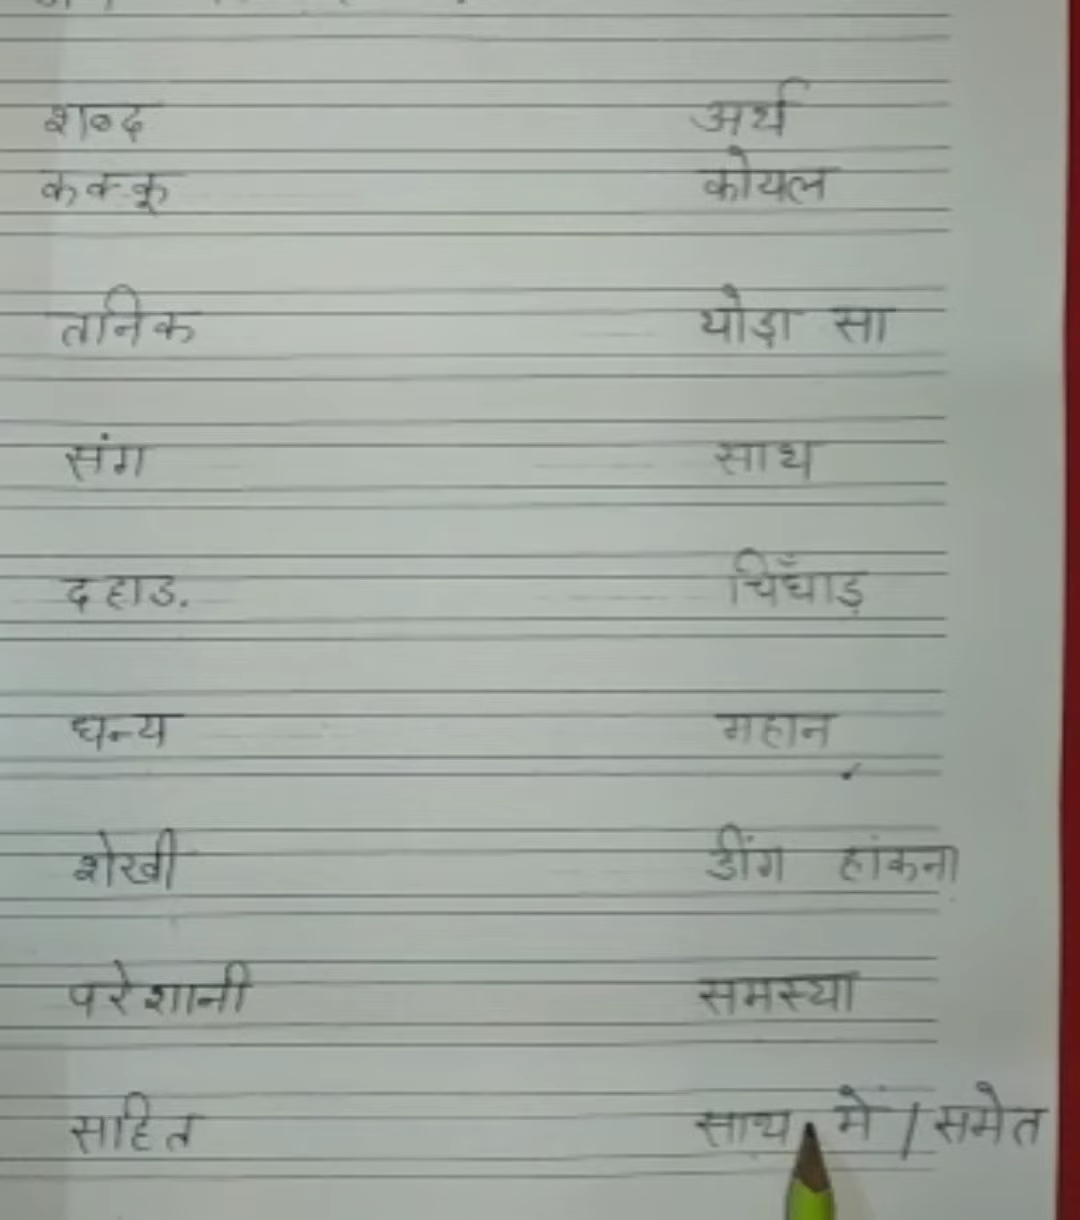 शब्द अर्थ
कक्कू कोयल
तनिक थोड़ा सा
संग साथ
दहाड. चिँघाड़
धन्य महान
शेखी डींग हांकना
परेशानी समस्या
सहित साथ में / समेत